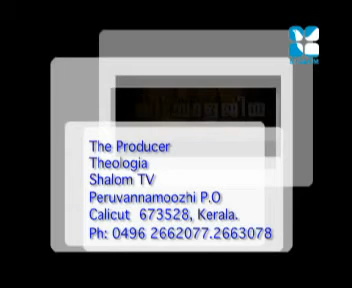 The Producer
Theologia
Shalom TV
Peruvannamoozhi P.O
Calicut 673528, Kerala.
Ph: 0496 2662077.2663078